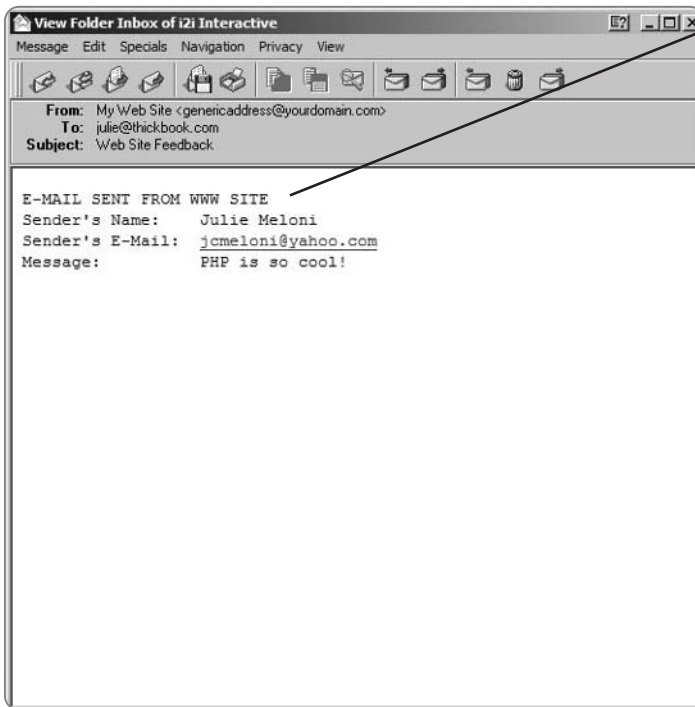 View Folder Inbox of i2i Interactive
Message Edit Specials Navigation Privacy View
From: My Web Site <genericaddress@yourdomain.com>
To: julie@thickbook.com
Subject: Web Site Feedback
E-MAIL SENT FROM WWW SITE
Sender's Name: Julie Meloni
Sender's E-Mail: jcmeloni@yahoo.com
Message: PHP is so cool!